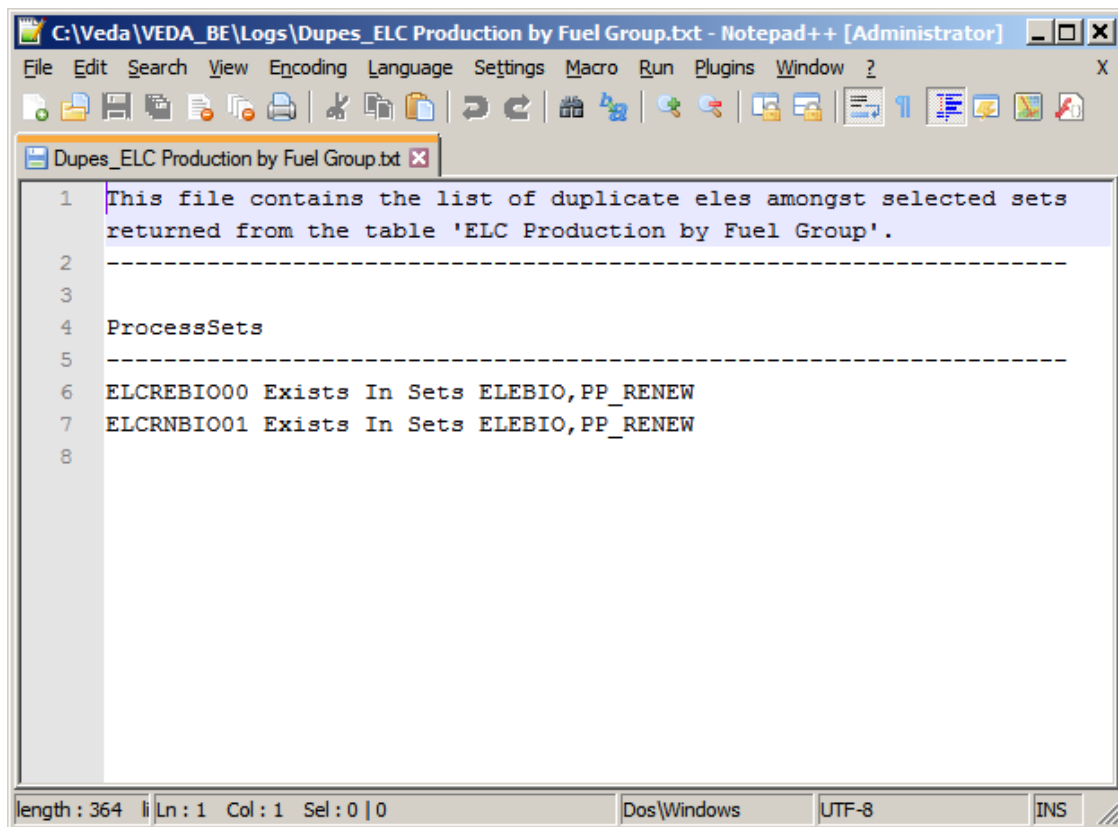 C:\Veda\VEDA_BE\Logs\Dupes_ELC Production by Fuel Group.txt - Notepad++ [Administrator]
File Edit Search View Encoding Language Settings Macro Run Plugins Window ? X
Dupes_ELC Production by Fuel Group.txt
1 This file contains the list of duplicate eles amongst selected sets
returned from the table 'ELC Production by Fuel Group'.
2 -------------------------------------------------------------------
3
4 ProcessSets
5 -------------------------------------------------------------------
6 ELCREBIO00 Exists In Sets ELEBIO,PP_RENEW
7 ELCRNBIO01 Exists In Sets ELEBIO,PP_RENEW
8
length : 364 li Ln : 1 Col : 1 Sel : 0 | 0 Dos\Windows UTF-8 INS